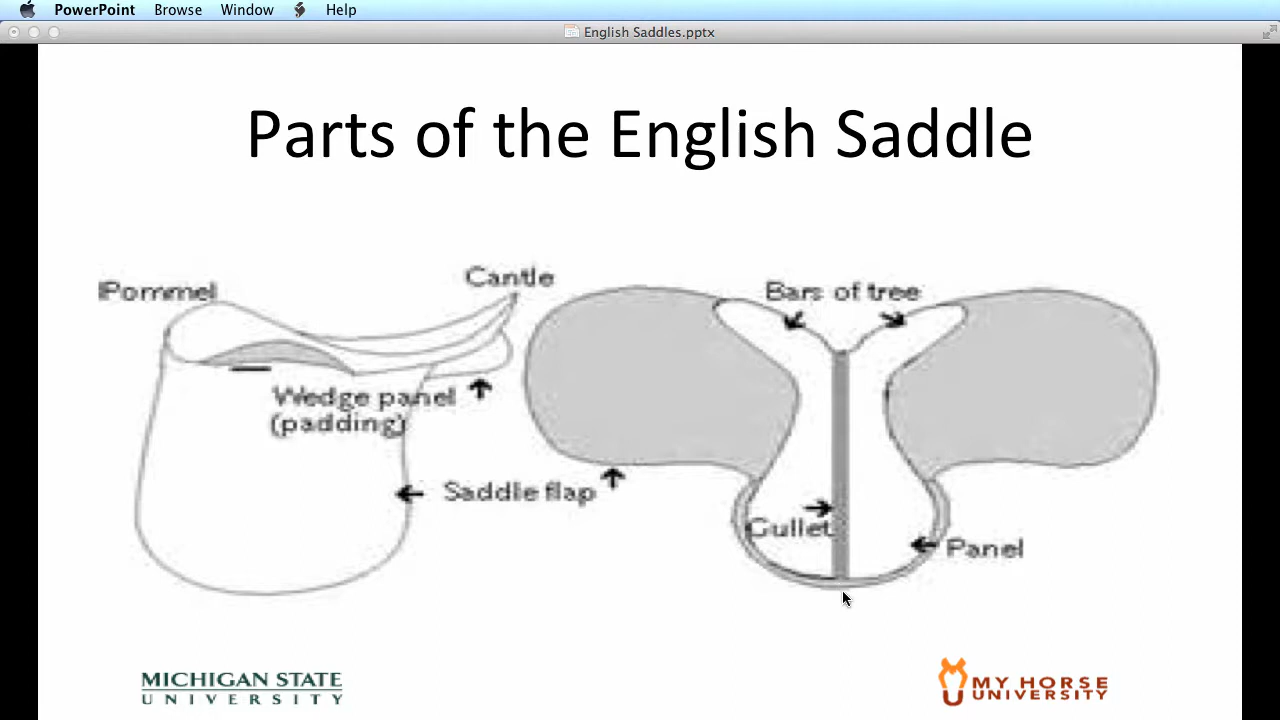 PowerPoint Browse Window Help
English Saddles.pptx
Parts of the English Saddle
Pommel
Cantle
Bars of tree
Wedge panel
(padding)
Saddle flap
Gullet
Panel
MICHIGAN STATE
UNIVERSITY
MY HORSE
UNIVERSITY